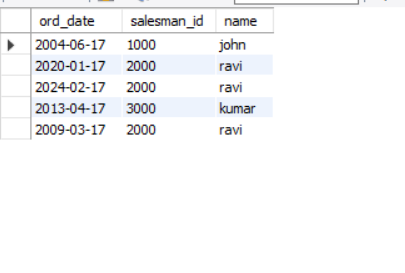 ord_date salesman_id name
2004-06-17 1000 john
2020-01-17 2000 ravi
2024-02-17 2000 ravi
2013-04-17 3000 kumar
2009-03-17 2000 ravi